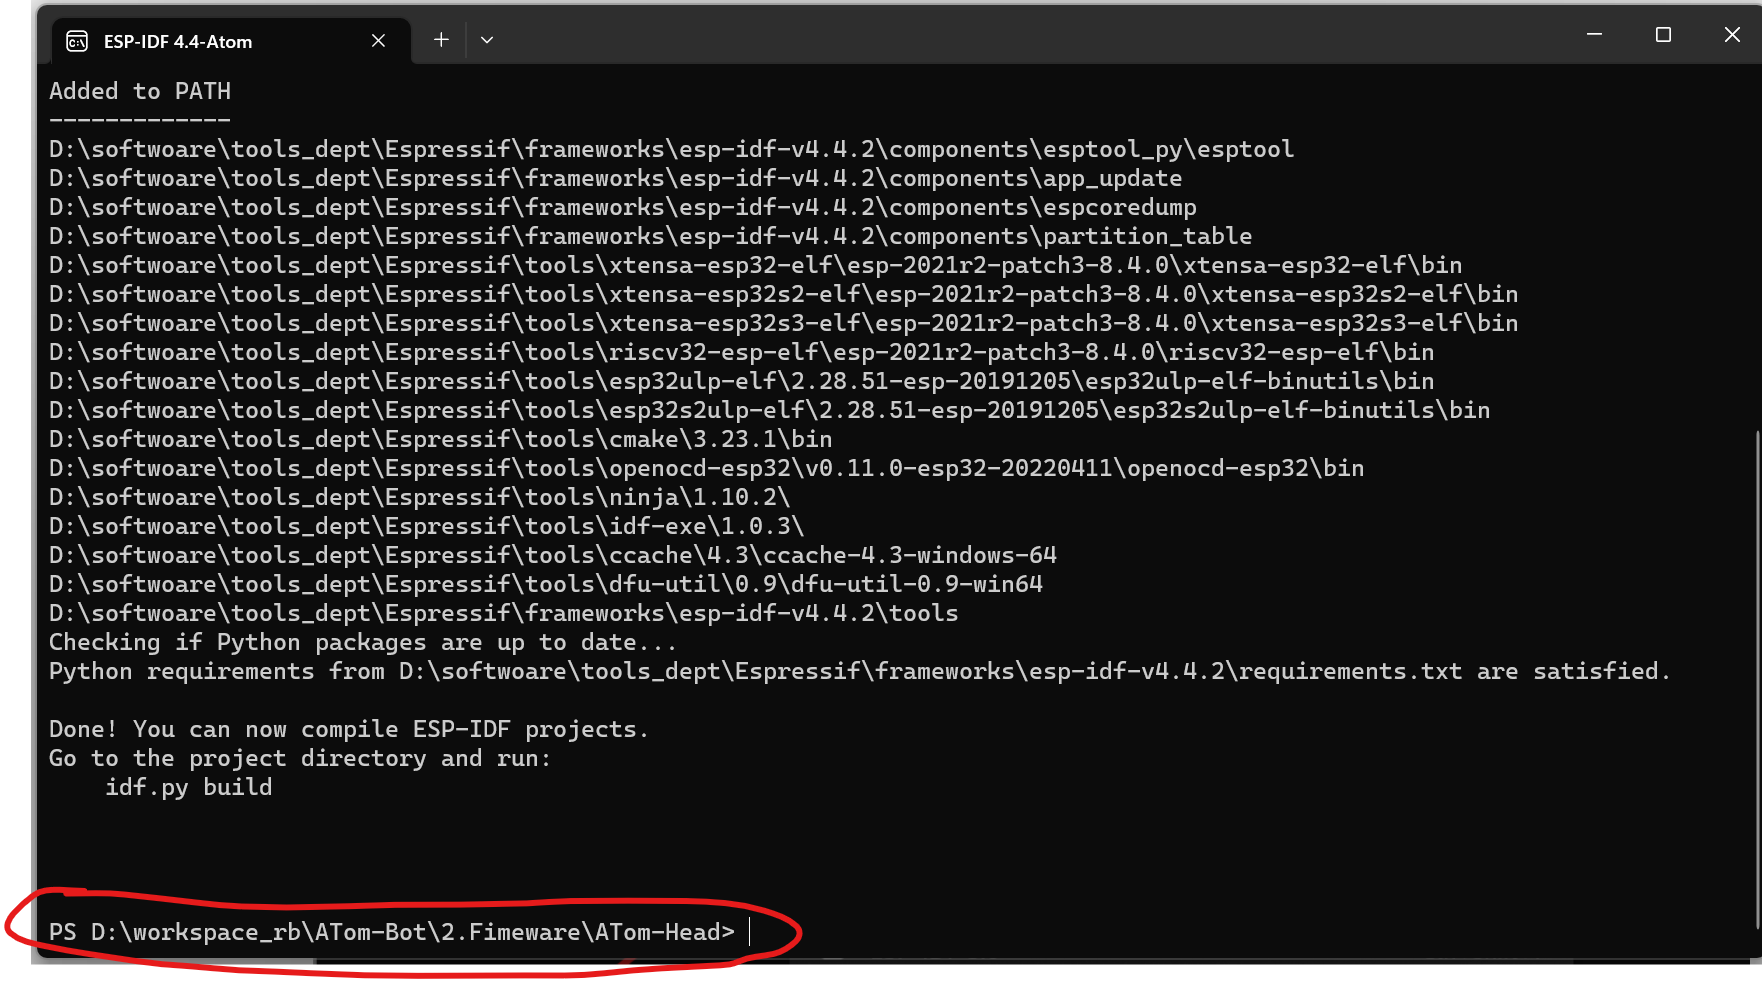 ESP-IDF 4.4-Atom
Added to PATH
-------------
D:\softwoare\tools_dept\Espressif\frameworks\esp-idf-v4.4.2\components\esptool_py\esptool
D:\softwoare\tools_dept\Espressif\frameworks\esp-idf-v4.4.2\components\app_update
D:\softwoare\tools_dept\Espressif\frameworks\esp-idf-v4.4.2\components\espcoredump
D:\softwoare\tools_dept\Espressif\frameworks\esp-idf-v4.4.2\components\partition_table
D:\softwoare\tools_dept\Espressif\tools\xtensa-esp32-elf\esp-2021r2-patch3-8.4.0\xtensa-esp32-elf\bin
D:\softwoare\tools_dept\Espressif\tools\xtensa-esp32s2-elf\esp-2021r2-patch3-8.4.0\xtensa-esp32s2-elf\bin
D:\softwoare\tools_dept\Espressif\tools\xtensa-esp32s3-elf\esp-2021r2-patch3-8.4.0\xtensa-esp32s3-elf\bin
D:\softwoare\tools_dept\Espressif\tools\riscv32-esp-elf\esp-2021r2-patch3-8.4.0\riscv32-esp-elf\bin
D:\softwoare\tools_dept\Espressif\tools\esp32ulp-elf\2.28.51-esp-20191205\esp32ulp-elf-binutils\bin
D:\softwoare\tools_dept\Espressif\tools\esp32s2ulp-elf\2.28.51-esp-20191205\esp32s2ulp-elf-binutils\bin
D:\softwoare\tools_dept\Espressif\tools\cmake\3.23.1\bin
D:\softwoare\tools_dept\Espressif\tools\openocd-esp32\v0.11.0-esp32-20220411\openocd-esp32\bin
D:\softwoare\tools_dept\Espressif\tools\ninja\1.10.2\
D:\softwoare\tools_dept\Espressif\tools\idf-exe\1.0.3\
D:\softwoare\tools_dept\Espressif\tools\ccache\4.3\ccache-4.3-windows-64
D:\softwoare\tools_dept\Espressif\tools\dfu-util\0.9\dfu-util-0.9-win64
D:\softwoare\tools_dept\Espressif\frameworks\esp-idf-v4.4.2\tools
Checking if Python packages are up to date...
Python requirements from D:\softwoare\tools_dept\Espressif\frameworks\esp-idf-v4.4.2\requirements.txt are satisfied.
Done! You can now compile ESP-IDF projects.
Go to the project directory and run:
idf.py build
PS D:\workspace_rb\ATom-Bot\2.Fimeware\ATom-Head>